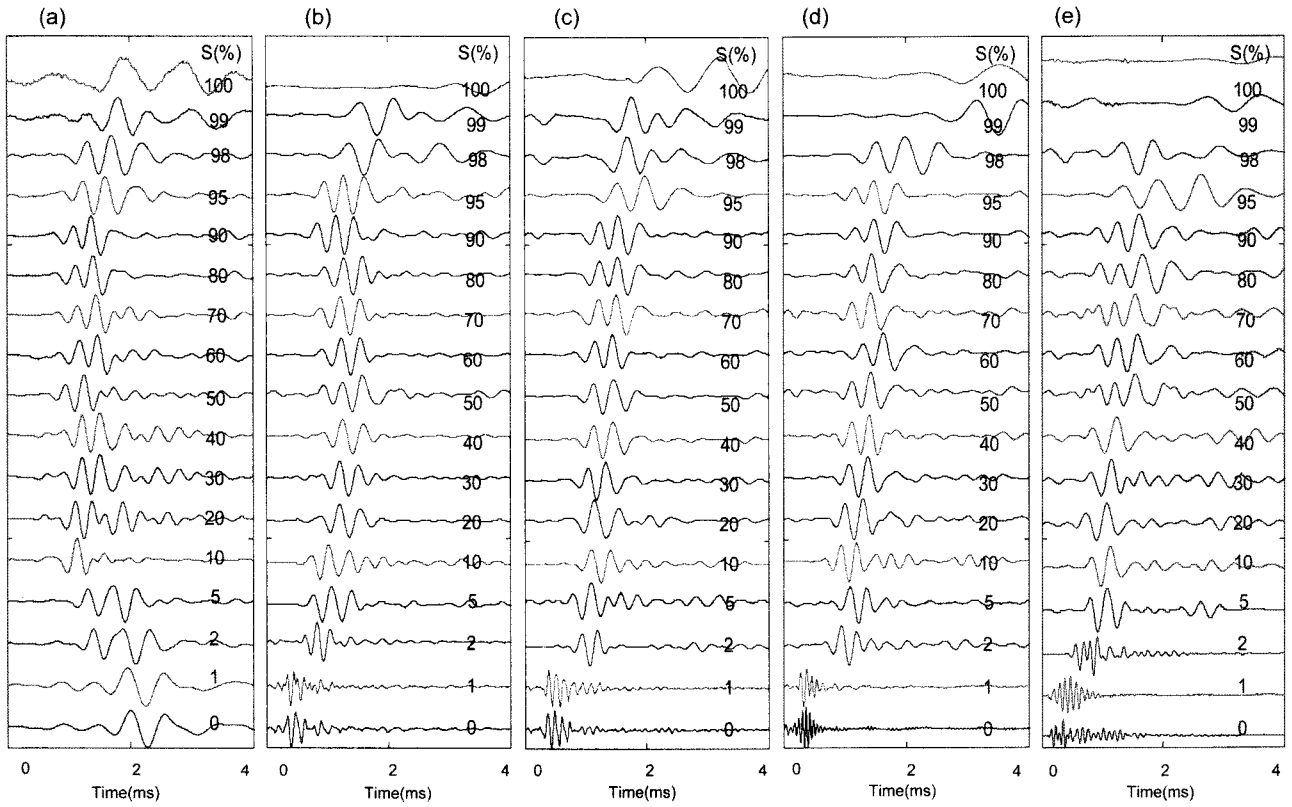 (a) (b) (c) (d) (e)
S(%) S(%) S(%) S(%) S(%)
100 100 100 100 100
99 99 99 99 99
98 98 98 98 98
95 95 95 95 95
90 90 90 90 90
80 80 80 80 80
70 70 70 70 70
60 60 60 60 60
50 50 50 50 50
40 40 40 40 40
30 30 30 30 30
20 20 20 20 20
10 10 10 10 10
5 5 5 5 5
2 2 2 2 2
1 1 1 1 1
0 0 0 0 0
0 2 4 0 2 4 0 2 4 0 2 4 0 2 4
Time(ms) Time(ms) Time(ms) Time(ms) Time(ms)